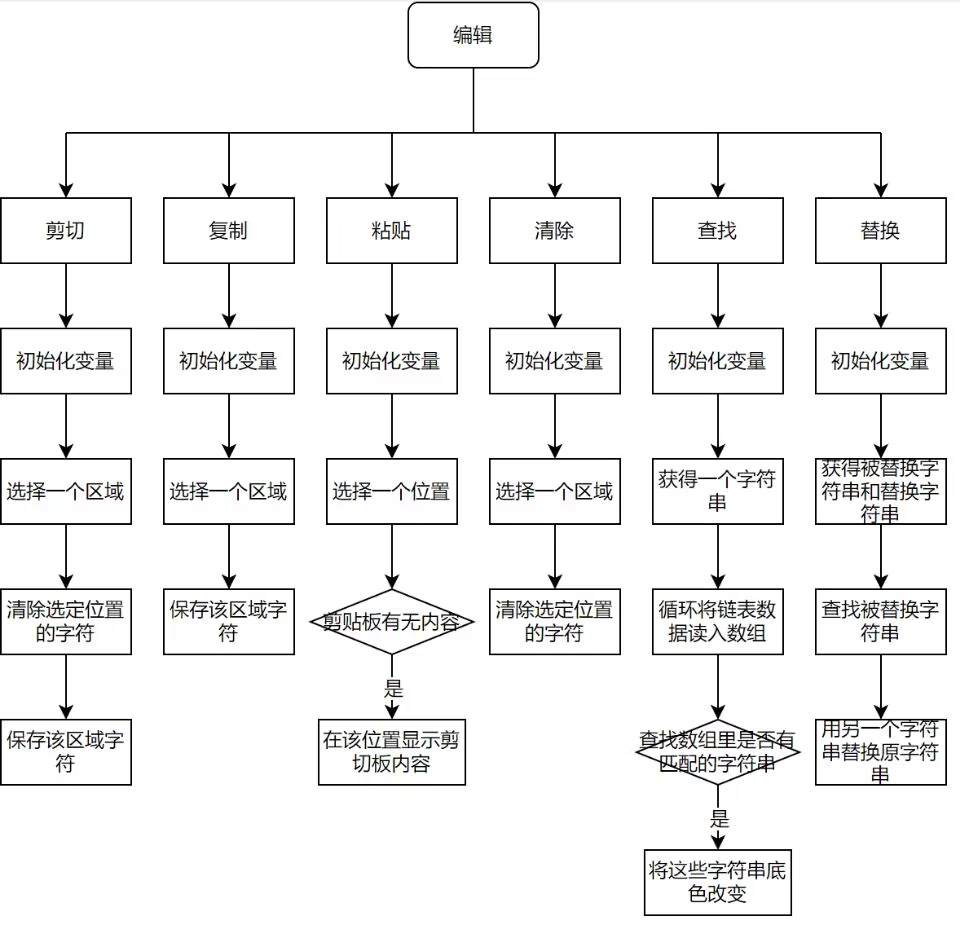 编辑
剪切
复制
粘贴
清除
查找
替换
初始化变量
初始化变量
初始化变量
初始化变量
初始化变量
初始化变量
选择一个区域
选择一个区域
选择一个位置
选择一个区域
获得一个字符
串
获得被替换字
符串和替换字
符串
清除选定位置
的字符
保存该区域字
符
剪贴板有无内容
清除选定位置
的字符
循环将链表数
据读入数组
查找被替换字
符串
是
保存该区域字
符
在该位置显示剪
切板内容
查找数组里是否有
匹配的字符串
用另一个字符
串替换原字符
串
是
将这些字符串底
色改变